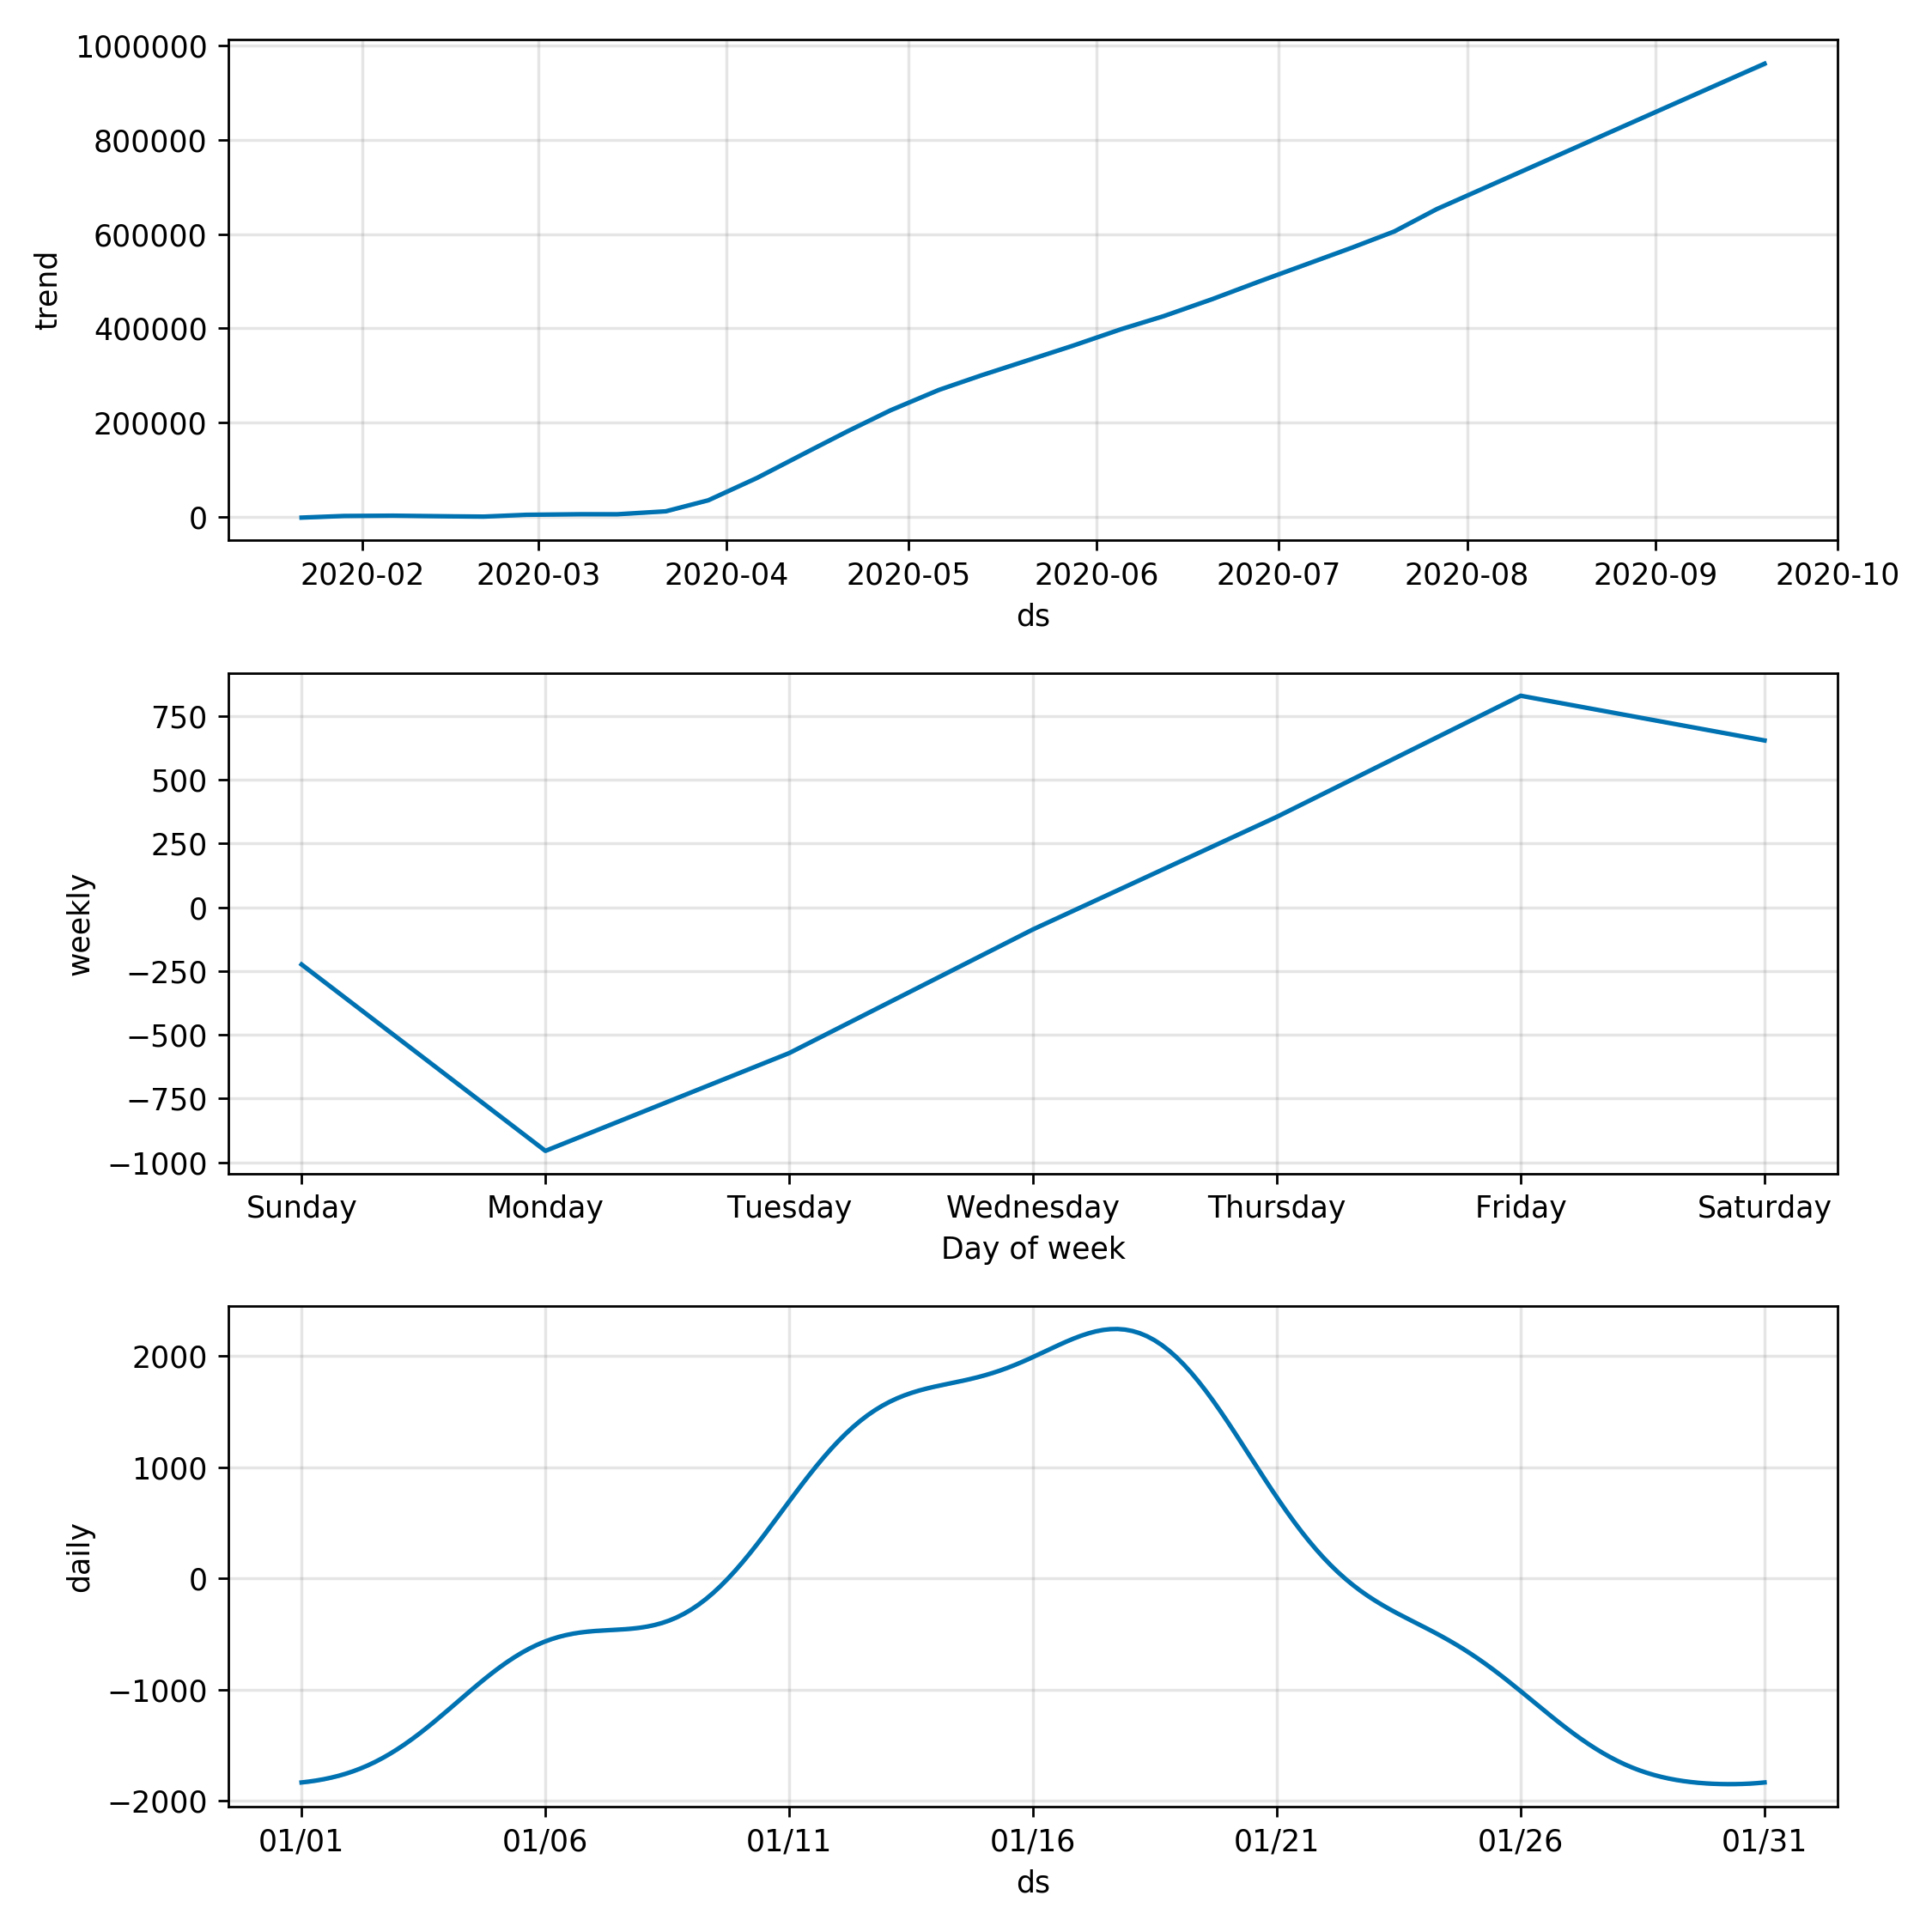 1000000
800000
600000
400000
200000
0
trend
2020-02 2020-03 2020-04 2020-05 2020-06 2020-07 2020-08 2020-09 2020-10
ds
750
500
250
0
−250
−500
−750
−1000
weekly
Sunday Monday Tuesday Wednesday Thursday Friday Saturday
Day of week
2000
1000
0
−1000
−2000
daily
01/01 01/06 01/11 01/16 01/21 01/26 01/31
ds